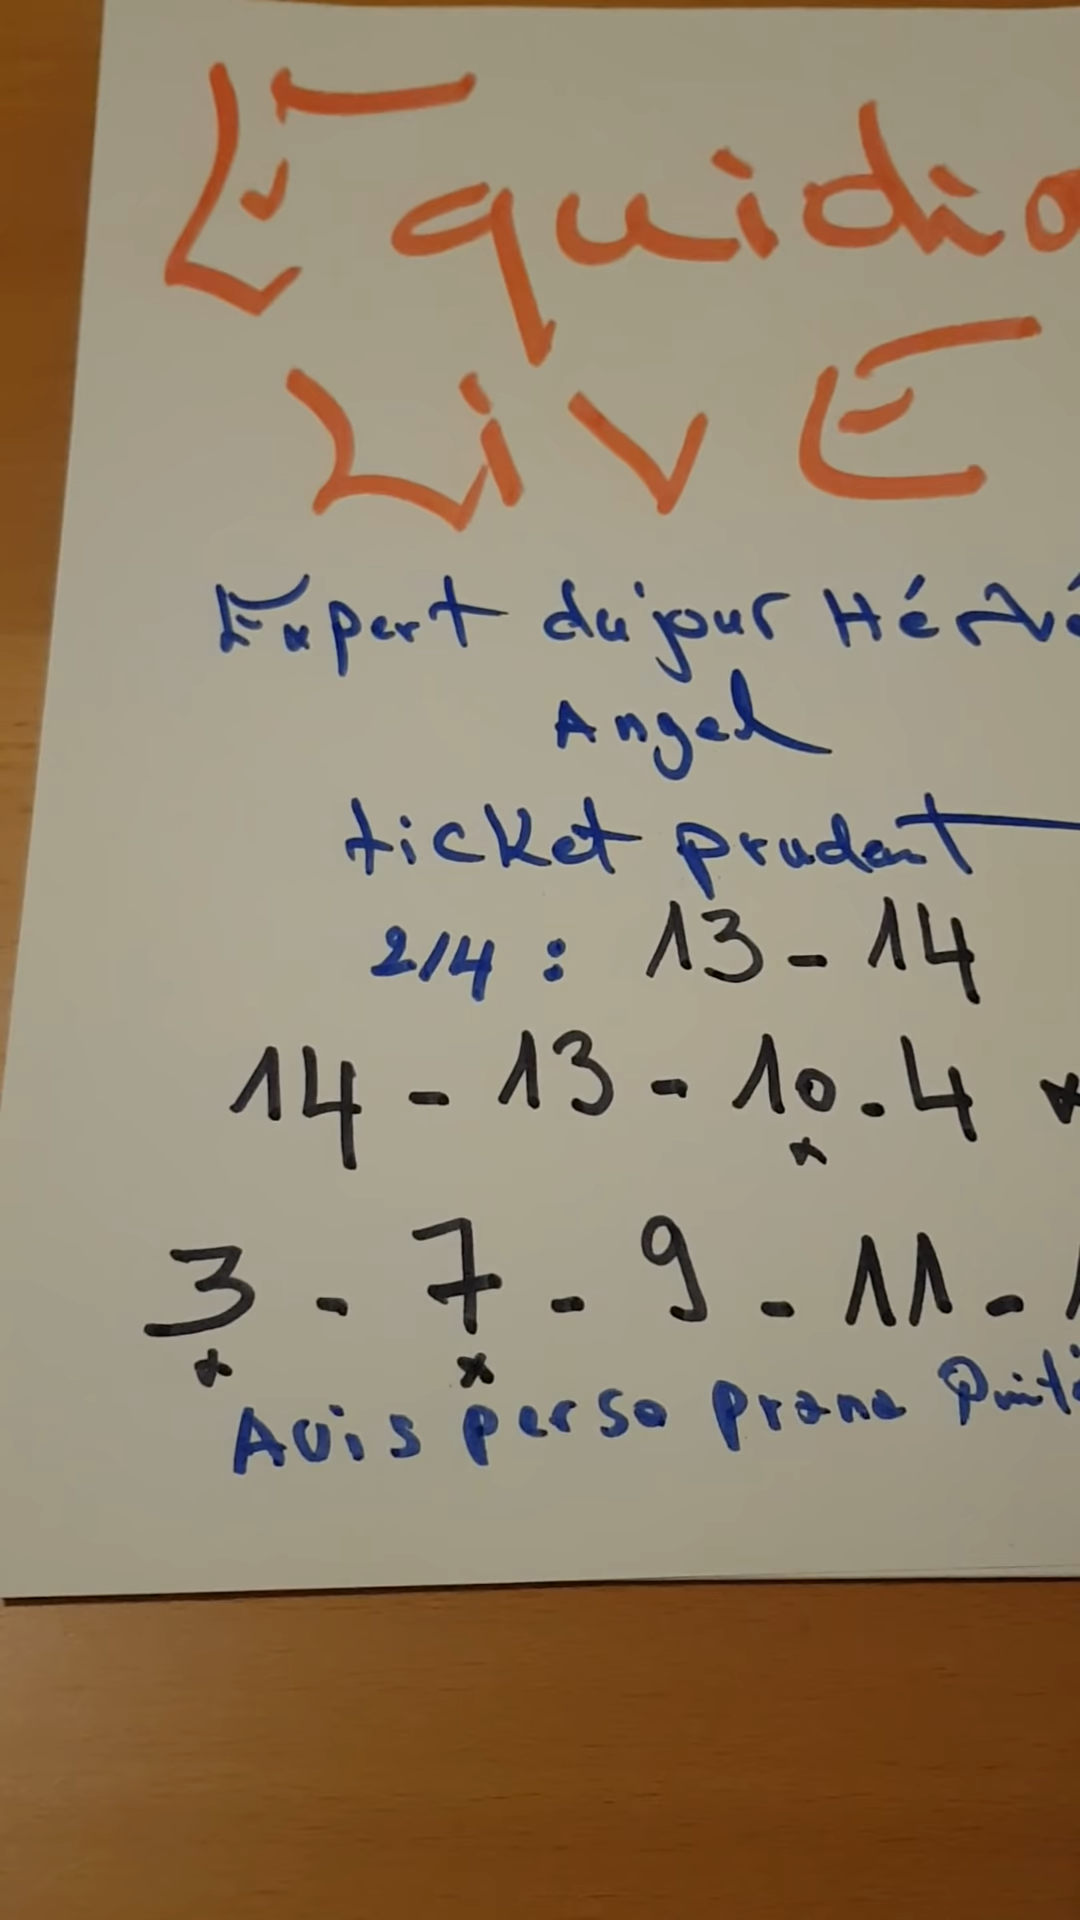 Equidia
LiVE
Expert du jour Hérvé
Angel
ticket prudent
2/4 : 13 - 14
14 - 13 - 10 . 4 *
*
3 - 7 - 9 - 11 -
* *
Avis perso prono